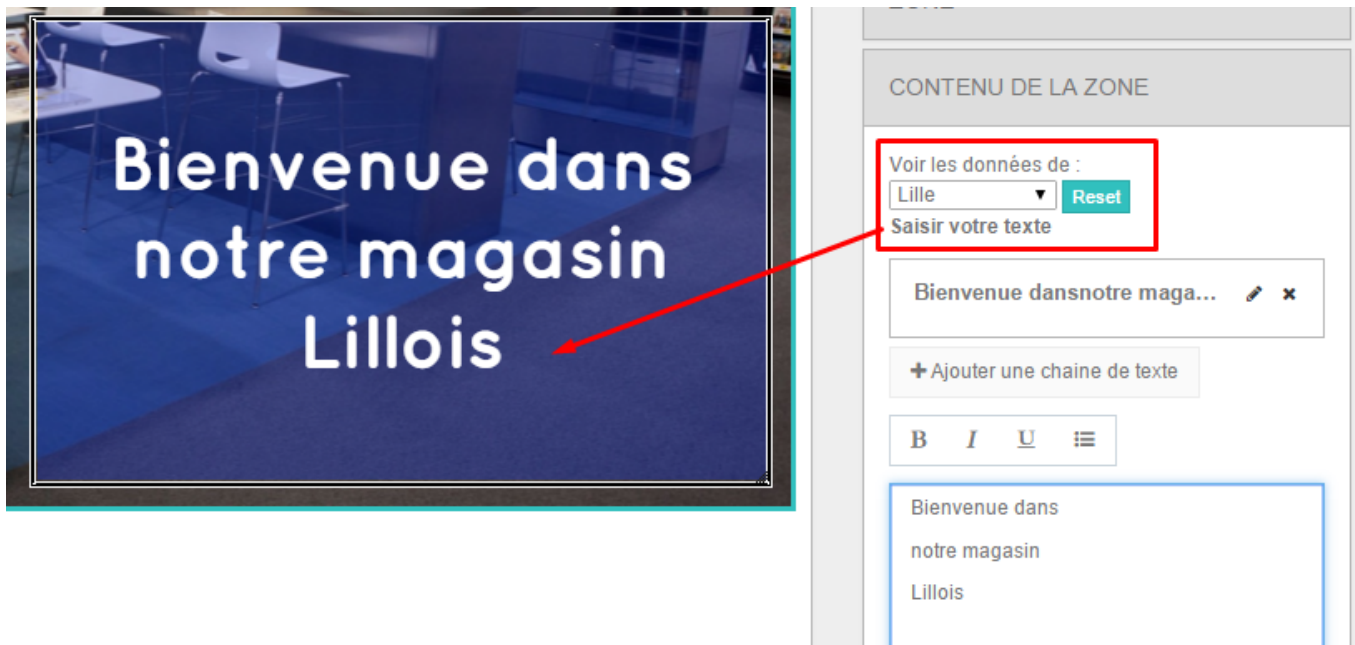 Bienvenue dans
notre magasin
Lillois
CONTENU DE LA ZONE
Voir les données de :
Lille
Reset
Saisir votre texte
Bienvenue dansnotre maga...
Ajouter une chaine de texte
B I U
Bienvenue dans
notre magasin
Lillois